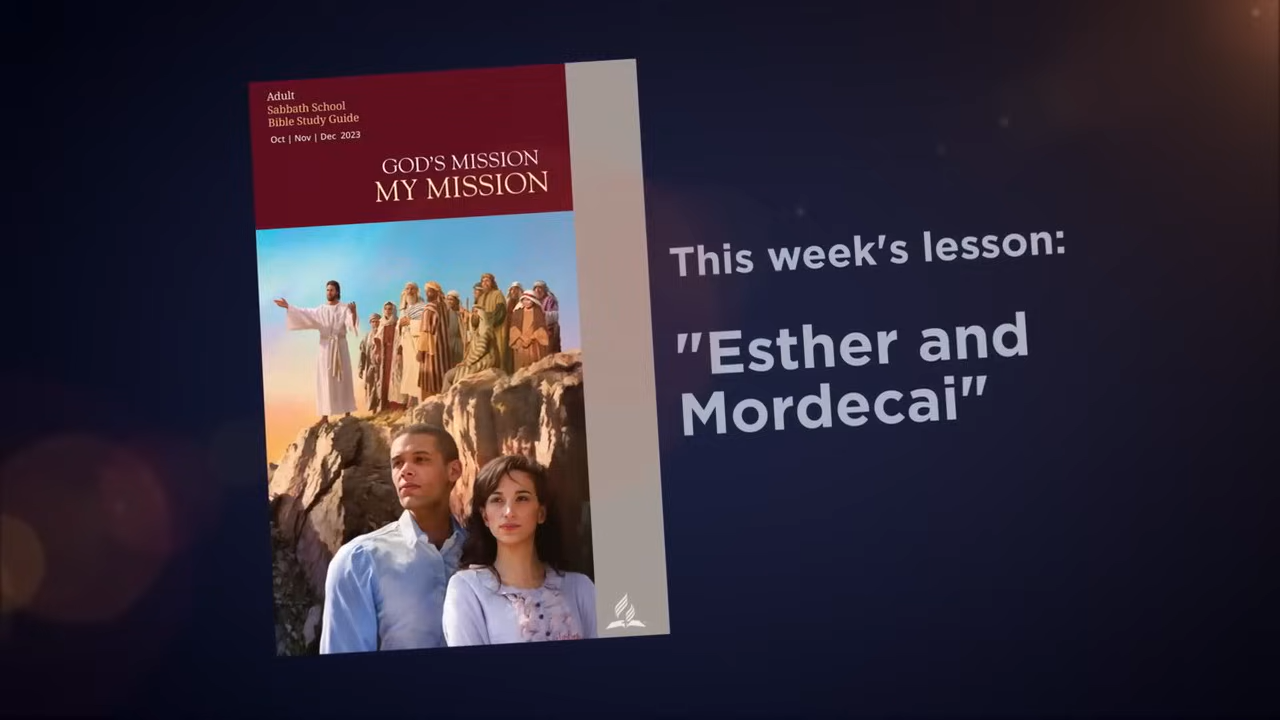 Adult
Sabbath School
Bible Study Guide
Oct | Nov | Dec 2023
GOD'S MISSION
MY MISSION
This week's lesson:
"Esther and
Mordecai"